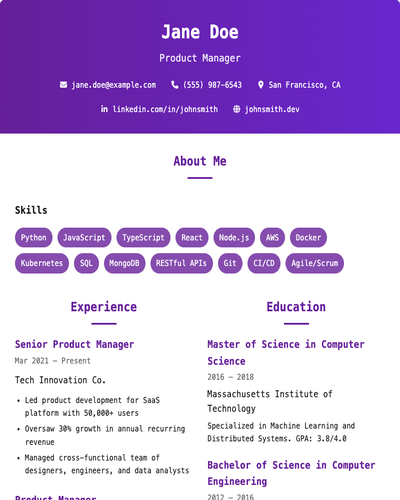 Jane Doe
Product Manager
jane.doe@example.com (555) 987-6543 San Francisco, CA
linkedin.com/in/johnsmith johnsmith.dev
About Me
Skills
Python JavaScript TypeScript React Node.js AWS Docker
Kubernetes SQL MongoDB RESTful APIs Git CI/CD Agile/Scrum
Experience
Senior Product Manager
Mar 2021 – Present
Tech Innovation Co.
• Led product development for SaaS
platform with 50,000+ users
• Oversaw 30% growth in annual recurring
revenue
• Managed cross-functional team of
designers, engineers, and data analysts
Product Manager
Education
Master of Science in Computer
Science
2016 – 2018
Massachusetts Institute of
Technology
Specialized in Machine Learning and
Distributed Systems. GPA: 3.8/4.0
Bachelor of Science in Computer
Engineering
2012 – 2016